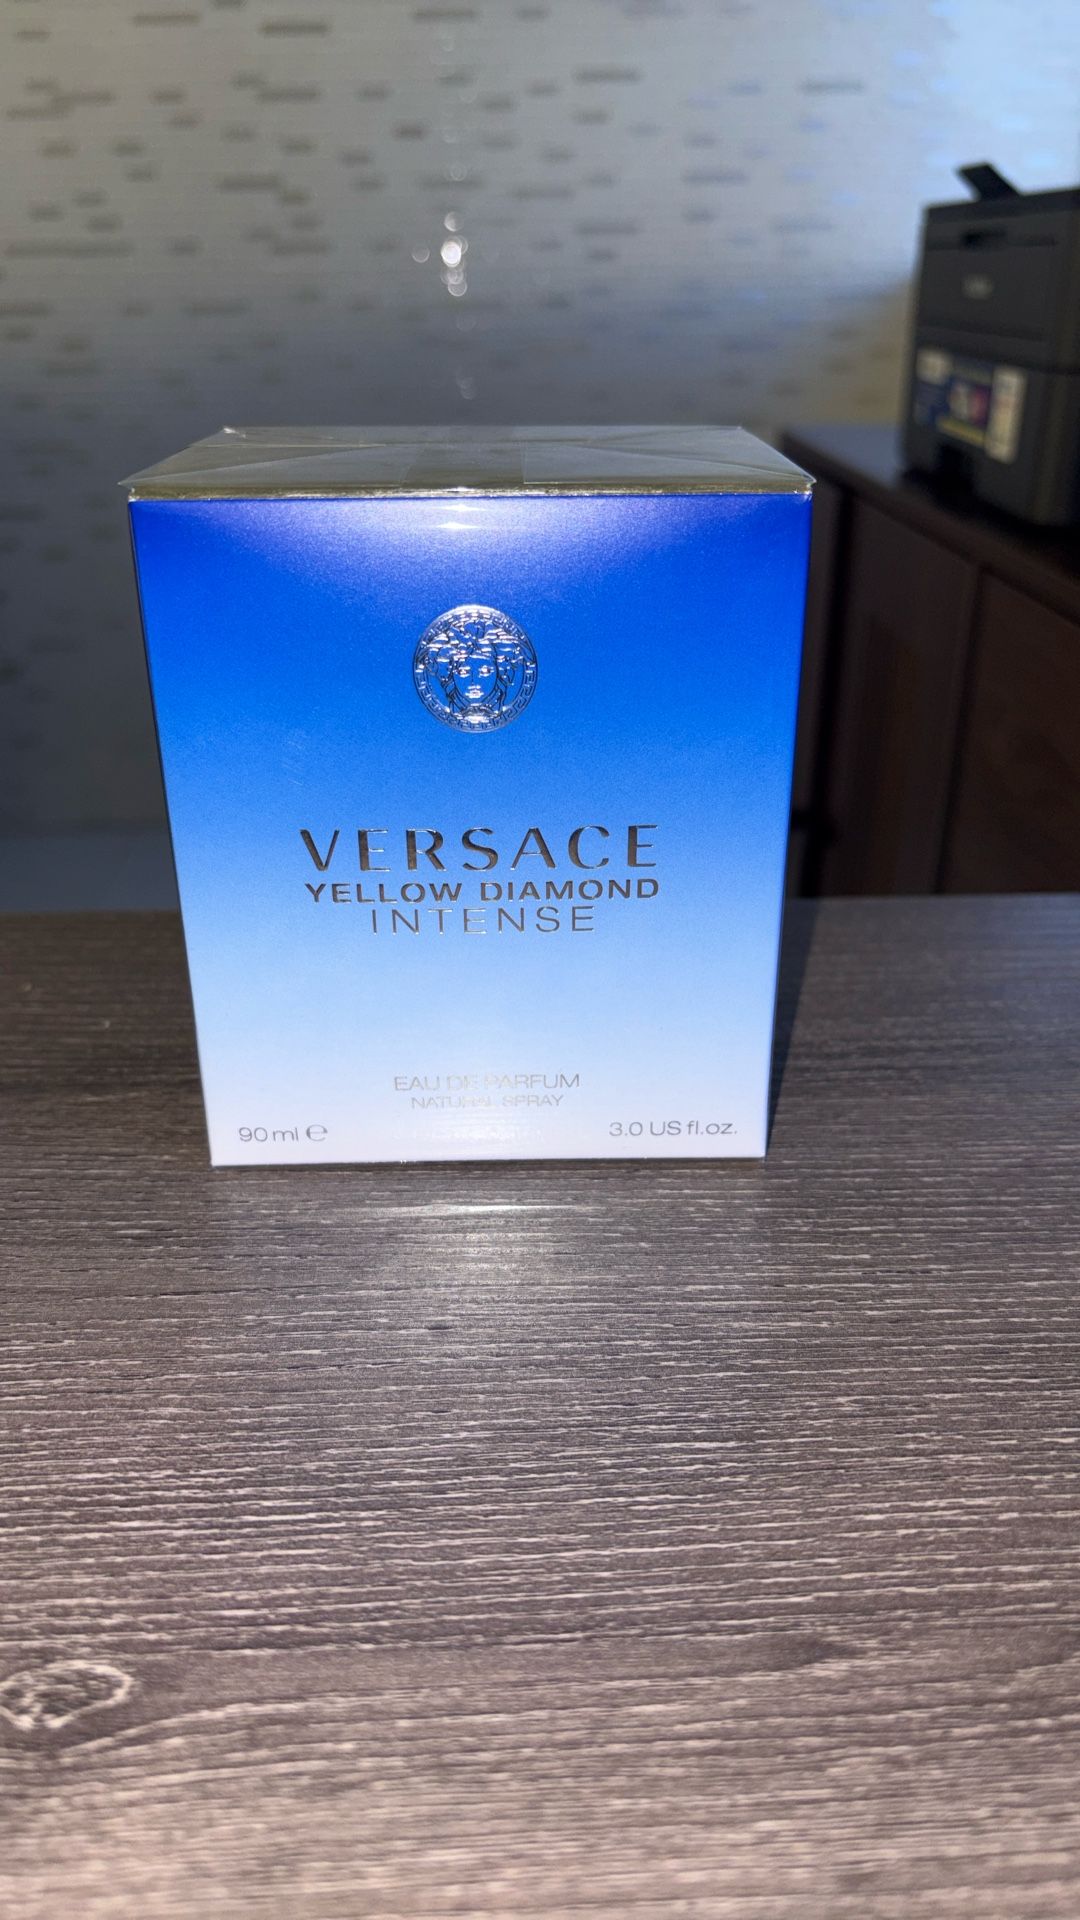 VERSACE
YELLOW DIAMOND
INTENSE
EAU DE PARFUM
NATURAL SPRAY
90 ml e
3.0 US fl.oz.